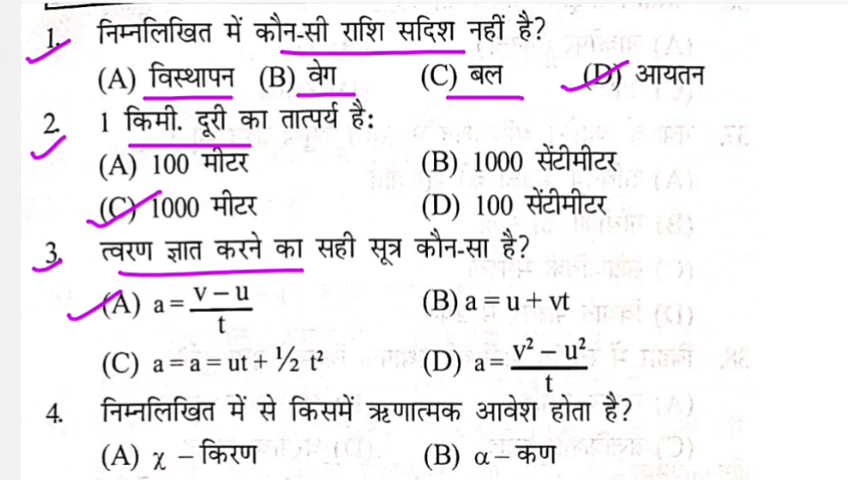 1. निम्नलिखित में कौन-सी राशि सदिश नहीं है?
(A) विस्थापन (B) वेग (C) बल (D) आयतन
2. 1 किमी. दूरी का तात्पर्य है:
(A) 100 मीटर (B) 1000 सेंटीमीटर
(C) 1000 मीटर (D) 100 सेंटीमीटर
3. त्वरण ज्ञात करने का सही सूत्र कौन-सा है?
(A) a = (v – u)/t (B) a = u + vt
(C) a = a = ut + ½ t² (D) a = (v² – u²)/t
4. निम्नलिखित में से किसमें ऋणात्मक आवेश होता है?
(A) χ – किरण (B) α – कण